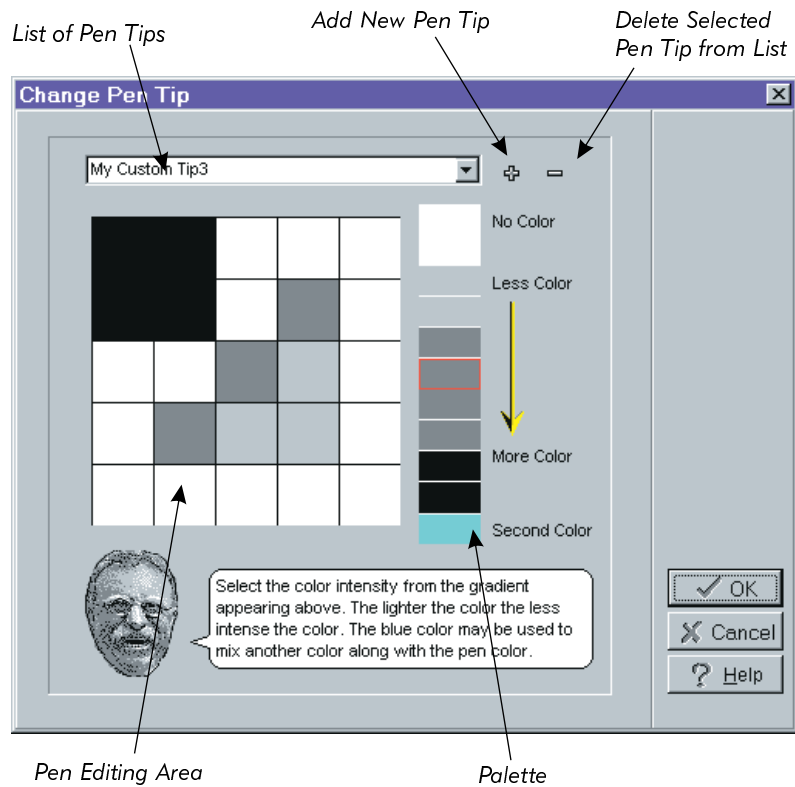 List of Pen Tips
Add New Pen Tip
Delete Selected
Pen Tip from List
Change Pen Tip
My Custom Tip3
No Color
Less Color
More Color
Second Color
Select the color intensity from the gradient
appearing above. The lighter the color the less
intense the color. The blue color may be used to
mix another color along with the pen color.
OK
Cancel
Help
Pen Editing Area
Palette